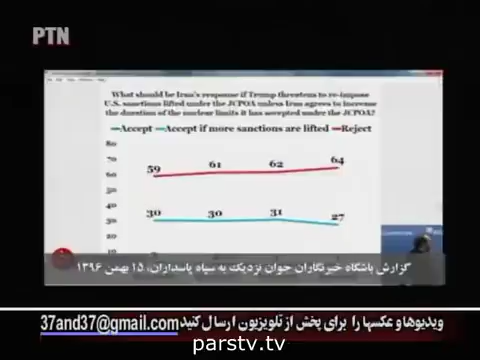 PTN
What should be Iran's response if Trump threatens to re-impose
U.S. sanctions lifted under the JCPOA unless Iran agrees to increase
the duration of the nuclear limits it has accepted under the JCPOA?
Accept Accept if more sanctions are lifted Reject
80
70
60
50
40
30
20
10
0
59 61 62 64
30 30 31 27
گزارش باشگاه خبرنگاران جوان نزدیک به سپاه پاسداران، ۱۵ بهمن ۱۳۹۶
ویدیوها و عکسها را برای پخش از تلویزیون ارسال کنید 37and37@gmail.com
parstv.tv